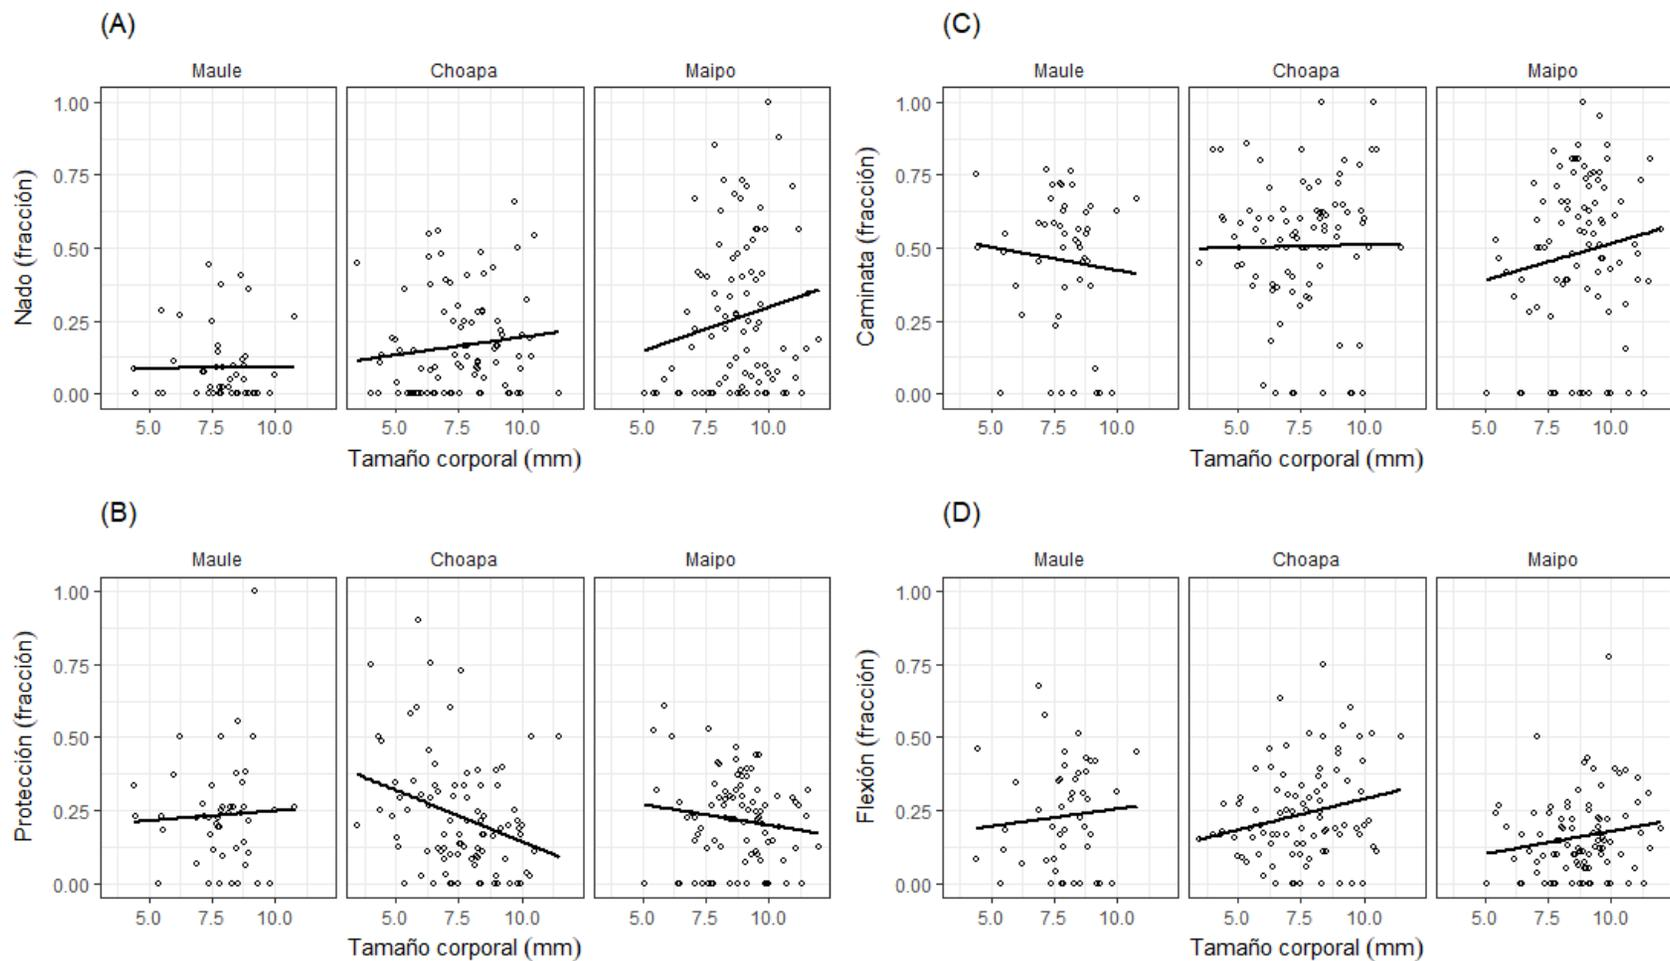 (A)
Maule Choapa Maipo
1.00
0.75
0.50
0.25
0.00
Nado (fracción)
5.0 7.5 10.0 5.0 7.5 10.0 5.0 7.5 10.0
Tamaño corporal (mm)
(C)
Maule Choapa Maipo
1.00
0.75
0.50
0.25
0.00
Caminata (fracción)
5.0 7.5 10.0 5.0 7.5 10.0 5.0 7.5 10.0
Tamaño corporal (mm)
(B)
Maule Choapa Maipo
1.00
0.75
0.50
0.25
0.00
Protección (fracción)
5.0 7.5 10.0 5.0 7.5 10.0 5.0 7.5 10.0
Tamaño corporal (mm)
(D)
Maule Choapa Maipo
1.00
0.75
0.50
0.25
0.00
Flexión (fracción)
5.0 7.5 10.0 5.0 7.5 10.0 5.0 7.5 10.0
Tamaño corporal (mm)